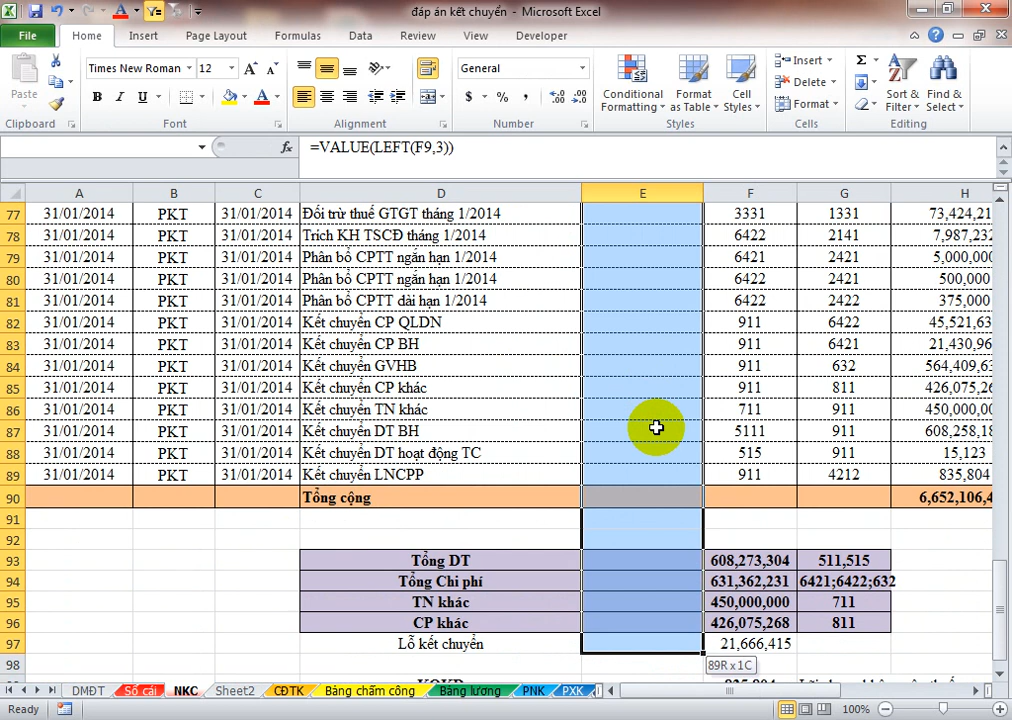 đáp án kết chuyển - Microsoft Excel
File Home Insert Page Layout Formulas Data Review View Developer
Paste
Times New Roman 12
B I U
General
$ % ,
Conditional Formatting
Format as Table
Cell Styles
Insert
Delete
Format
Sort & Filter
Find & Select
Clipboard Font Alignment Number Styles Cells Editing
fx =VALUE(LEFT(F9,3))
A B C D E F G H
77 31/01/2014 PKT 31/01/2014 Đối trừ thuế GTGT tháng 1/2014 3331 1331 73,424,21
78 31/01/2014 PKT 31/01/2014 Trích KH TSCĐ tháng 1/2014 6422 2141 7,987,232
79 31/01/2014 PKT 31/01/2014 Phân bổ CPTT ngắn hạn 1/2014 6421 2421 5,000,000
80 31/01/2014 PKT 31/01/2014 Phân bổ CPTT ngắn hạn 1/2014 6422 2421 500,000
81 31/01/2014 PKT 31/01/2014 Phân bổ CPTT dài hạn 1/2014 6422 2422 375,000
82 31/01/2014 PKT 31/01/2014 Kết chuyển CP QLDN 911 6422 45,521,63
83 31/01/2014 PKT 31/01/2014 Kết chuyển CP BH 911 6421 21,430,96
84 31/01/2014 PKT 31/01/2014 Kết chuyển GVHB 911 632 564,409,63
85 31/01/2014 PKT 31/01/2014 Kết chuyển CP khác 911 811 426,075,26
86 31/01/2014 PKT 31/01/2014 Kết chuyển TN khác 711 911 450,000,00
87 31/01/2014 PKT 31/01/2014 Kết chuyển DT BH 5111 911 608,258,18
88 31/01/2014 PKT 31/01/2014 Kết chuyển DT hoạt động TC 515 911 15,123
89 31/01/2014 PKT 31/01/2014 Kết chuyển LNCPP 911 4212 835,804
90 Tổng cộng 6,652,106,4
91
92
93 Tổng DT 608,273,304 511,515
94 Tổng Chi phí 631,362,231 6421;6422;632
95 TN khác 450,000,000 711
96 CP khác 426,075,268 811
97 Lỗ kết chuyển 21,666,415
98
89R x 1C
DMĐT Sổ cái NKC Sheet2 CĐTK Bảng chấm công Bảng lương PNK PXK
Ready 100%